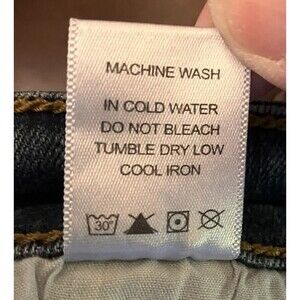 MACHINE WASH
IN COLD WATER
DO NOT BLEACH
TUMBLE DRY LOW
COOL IRON
30°